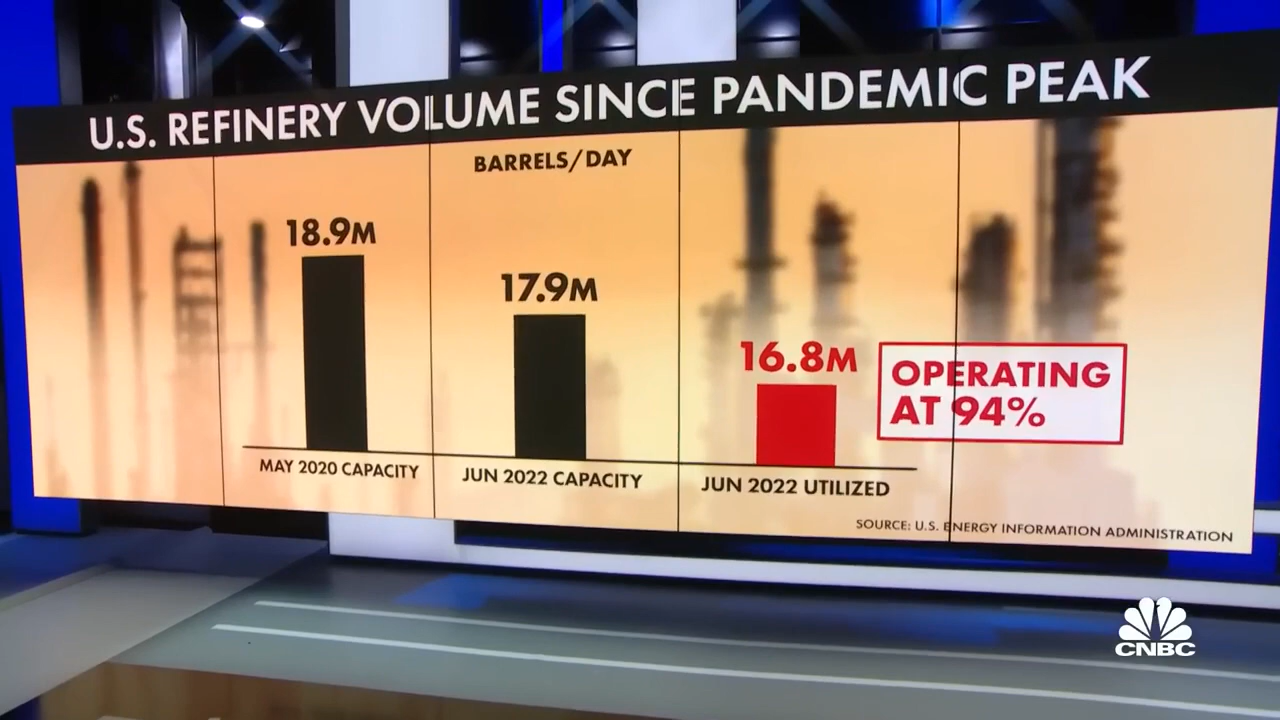 U.S. REFINERY VOLUME SINCE PANDEMIC PEAK
BARRELS/DAY
18.9M
17.9M
16.8M
OPERATING
AT 94%
MAY 2020 CAPACITY
JUN 2022 CAPACITY
JUN 2022 UTILIZED
SOURCE: U.S. ENERGY INFORMATION ADMINISTRATION
CNBC